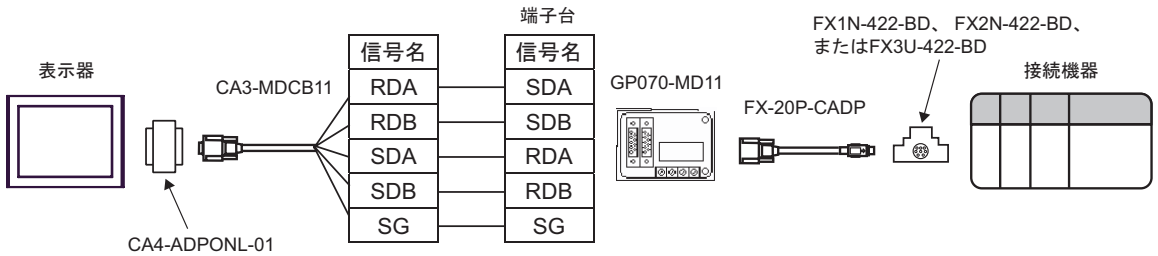 表示器
CA4-ADPONL-01
CA3-MDCB11
端子台
信号名 信号名
RDA SDA
RDB SDB
SDA RDA
SDB RDB
SG SG
GP070-MD11
FX-20P-CADP
FX1N-422-BD、 FX2N-422-BD、
またはFX3U-422-BD
接続機器